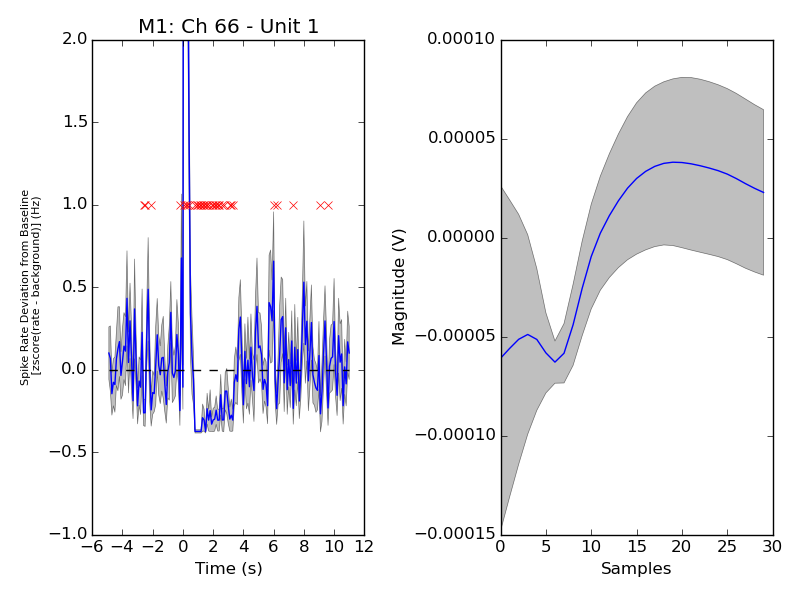 M1: Ch 66 - Unit 1
Spike Rate Deviation from Baseline
[zscore(rate - background)] (Hz)
2.0
1.5
1.0
0.5
0.0
−0.5
−1.0
−6 −4 −2 0 2 4 6 8 10 12
Time (s)
Magnitude (V)
0.00010
0.00005
0.00000
−0.00005
−0.00010
−0.00015
0 5 10 15 20 25 30
Samples